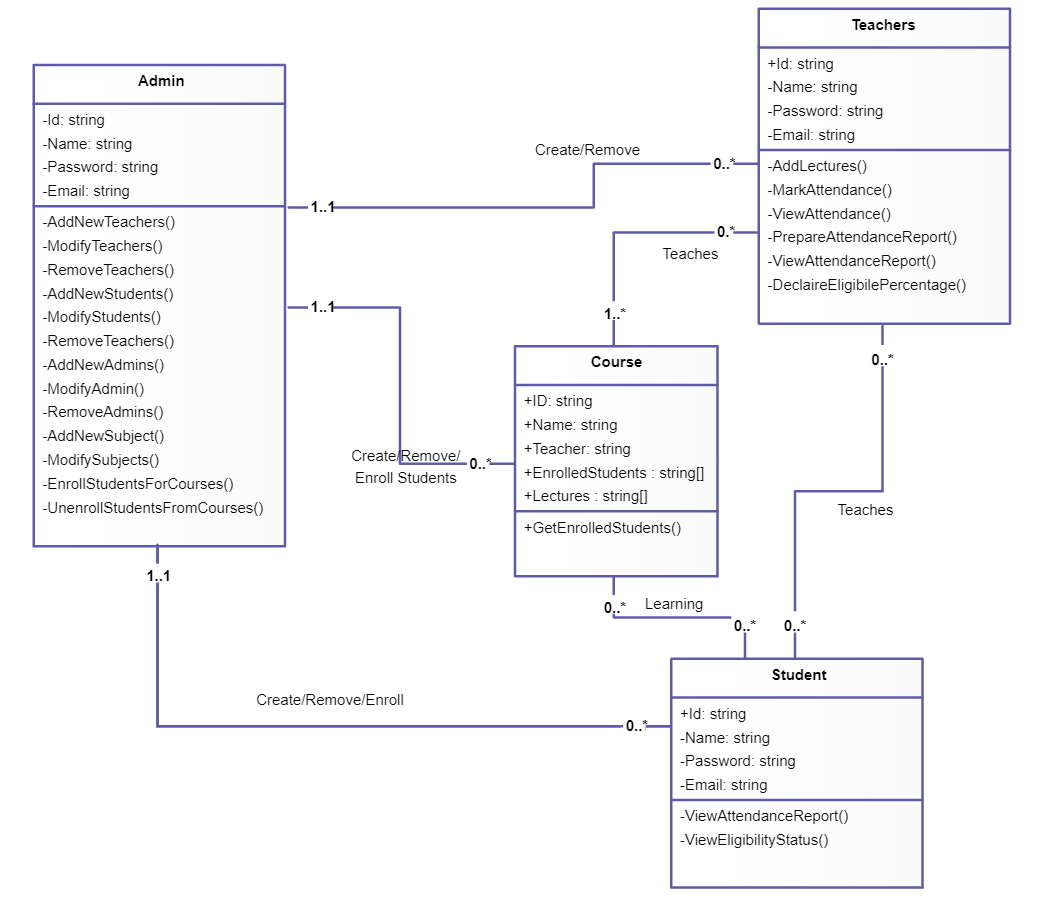 Teachers
+Id: string
-Name: string
-Password: string
-Email: string
-AddLectures()
-MarkAttendance()
-ViewAttendance()
-PrepareAttendanceReport()
-ViewAttendanceReport()
-DeclaireEligibilePercentage()
Admin
-Id: string
-Name: string
-Password: string
-Email: string
-AddNewTeachers()
-ModifyTeachers()
-RemoveTeachers()
-AddNewStudents()
-ModifyStudents()
-RemoveTeachers()
-AddNewAdmins()
-ModifyAdmin()
-RemoveAdmins()
-AddNewSubject()
-ModifySubjects()
-EnrollStudentsForCourses()
-UnenrollStudentsFromCourses()
Create/Remove
0..*
1..1
0.*
Teaches
1..*
1..1
Create/Remove/
Enroll Students
0..*
Course
+ID: string
+Name: string
+Teacher: string
+EnrolledStudents : string[]
+Lectures : string[]
+GetEnrolledStudents()
0..*
Teaches
0..*
0..*
Learning
0..*
1..1
Create/Remove/Enroll
0..*
Student
+Id: string
-Name: string
-Password: string
-Email: string
-ViewAttendanceReport()
-ViewEligibilityStatus()